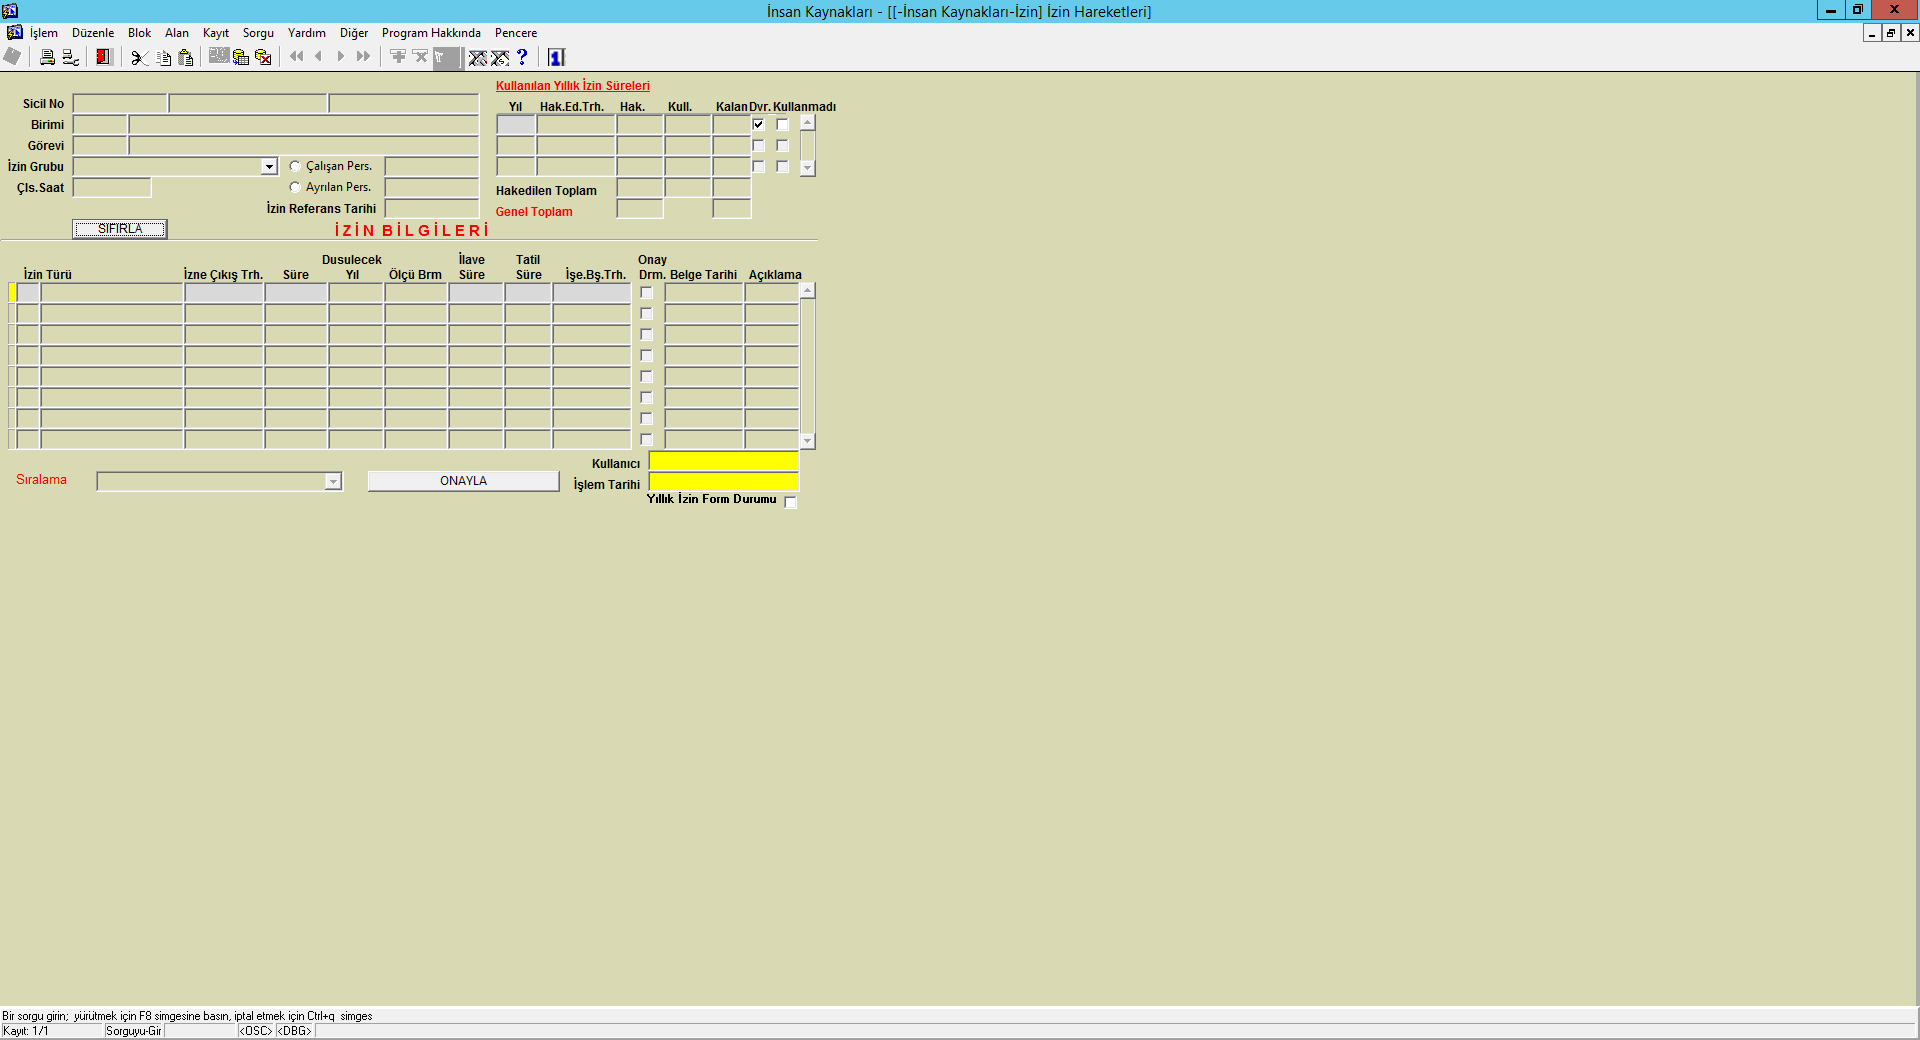 İnsan Kaynakları - [[-İnsan Kaynakları-İzin] İzin Hareketleri]
İşlem Düzenle Blok Alan Kayıt Sorgu Yardım Diğer Program Hakkında Pencere
Kullanılan Yıllık İzin Süreleri
Yıl Hak.Ed.Trh. Hak. Kull. Kalan Dvr. Kullanmadı
Sicil No
Birimi
Görevi
İzin Grubu Çalışan Pers.
Çlş.Saat Ayrılan Pers.
İzin Referans Tarihi
Hakedilen Toplam
Genel Toplam
SIFIRLA
İZİN BİLGİLERİ
İzin Türü İzne Çıkış Trh. Süre Dusulecek Yıl Ölçü Brm İlave Süre Tatil Süre İşe.Bş.Trh. Onay Drm. Belge Tarihi Açıklama
Sıralama ONAYLA
Kullanıcı
İşlem Tarihi
Yıllık İzin Form Durumu
Bir sorgu girin; yürütmek için F8 simgesine basın, iptal etmek için Ctrl+q simges
Kayıt: 1/1 Sorguyu-Gir <OSC> <DBG>